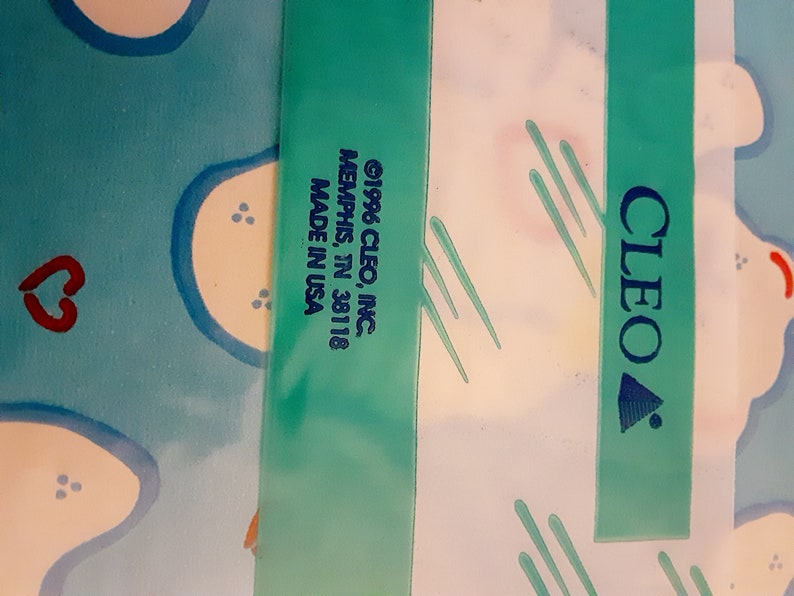 ©1996 CLEO, INC.
MEMPHIS, TN 38118
MADE IN USA
CLEO